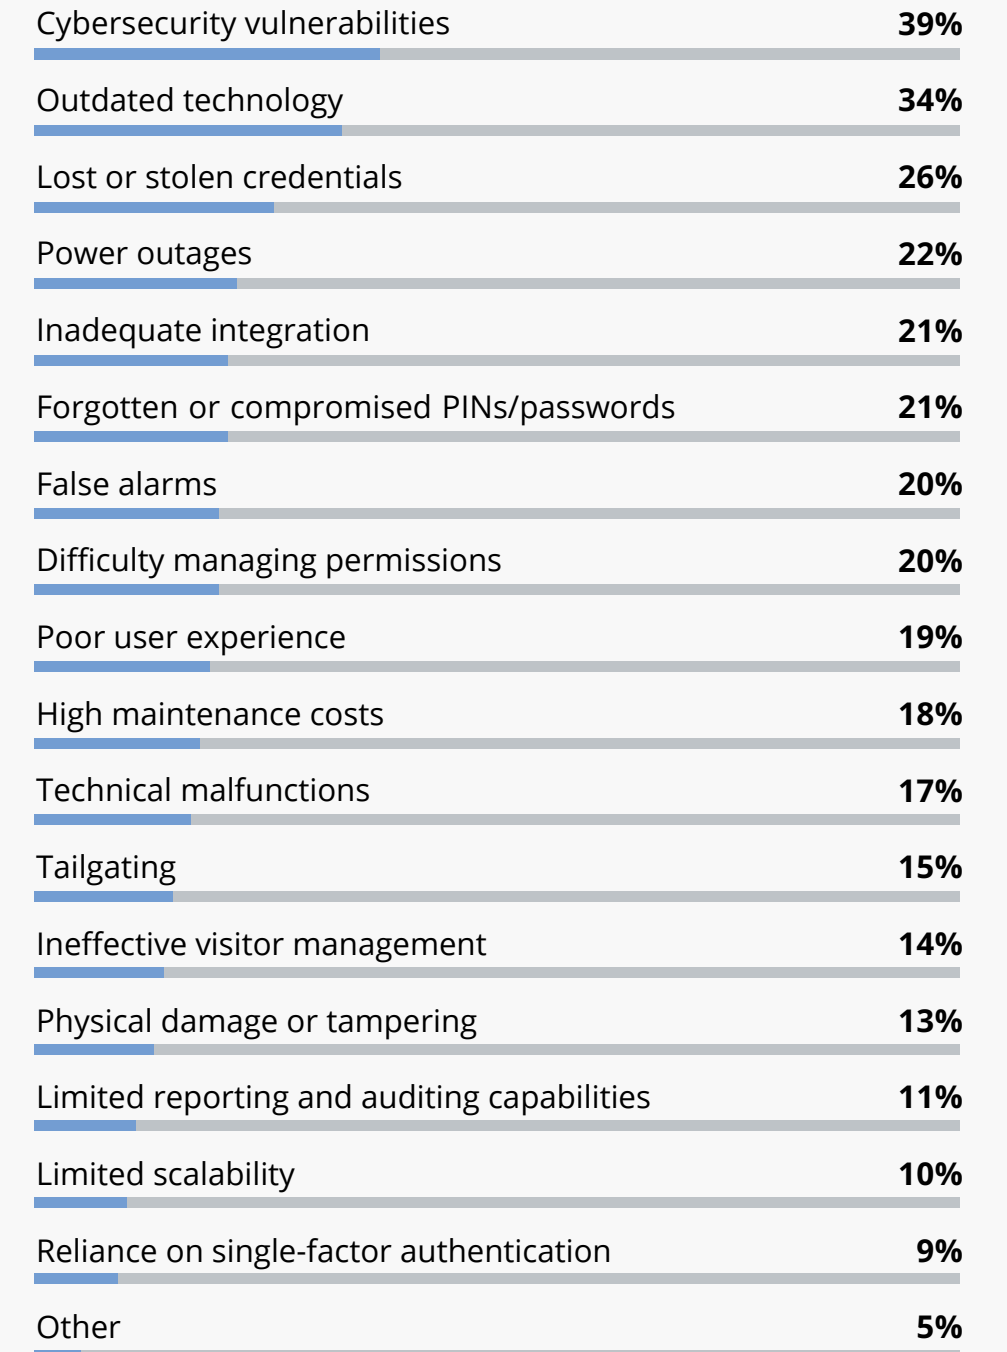 Cybersecurity vulnerabilities 39%
Outdated technology 34%
Lost or stolen credentials 26%
Power outages 22%
Inadequate integration 21%
Forgotten or compromised PINs/passwords 21%
False alarms 20%
Difficulty managing permissions 20%
Poor user experience 19%
High maintenance costs 18%
Technical malfunctions 17%
Tailgating 15%
Ineffective visitor management 14%
Physical damage or tampering 13%
Limited reporting and auditing capabilities 11%
Limited scalability 10%
Reliance on single-factor authentication 9%
Other 5%